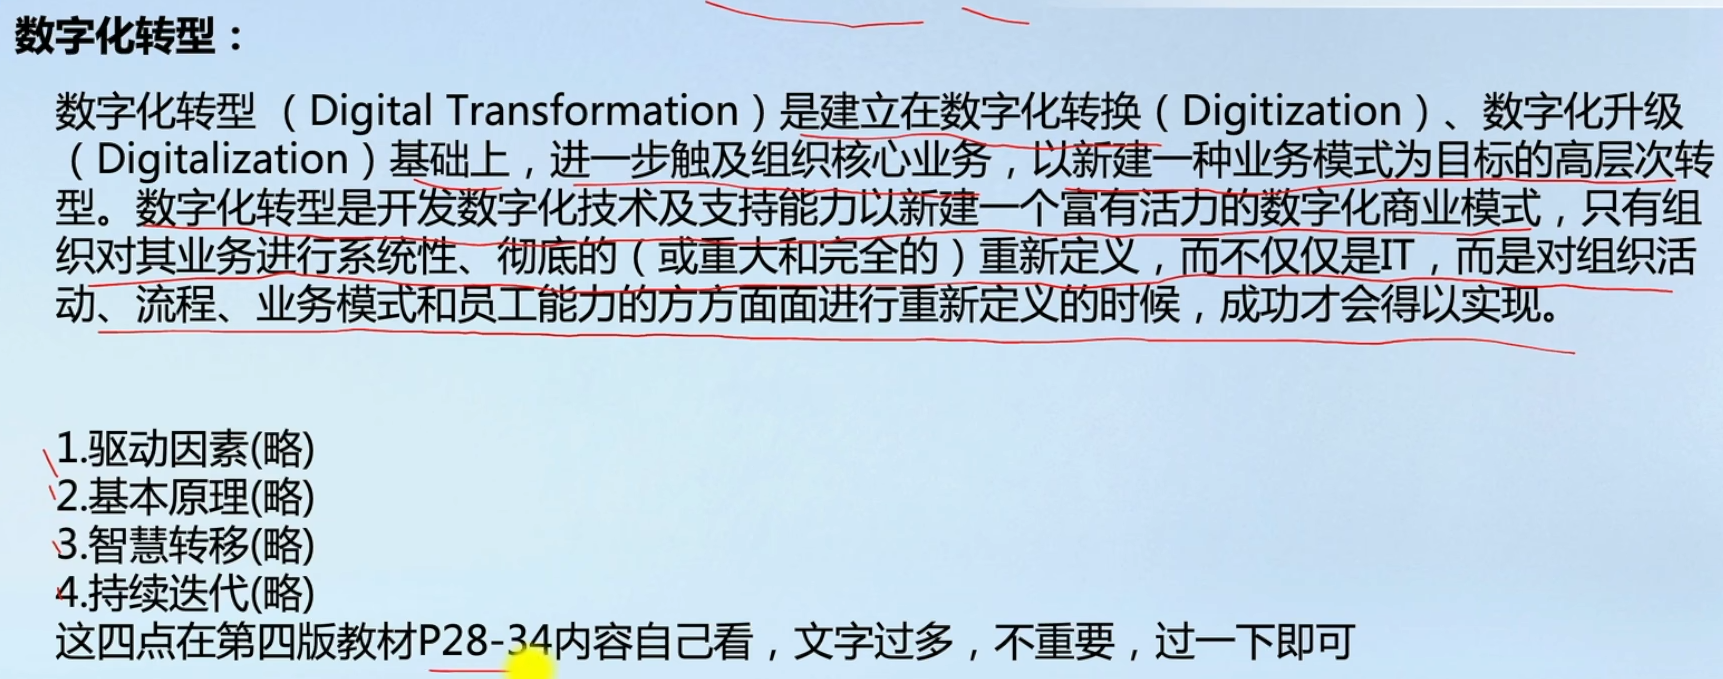 数字化转型：
数字化转型 （Digital Transformation）是建立在数字化转换（Digitization）、数字化升级
（Digitalization）基础上，进一步触及组织核心业务，以新建一种业务模式为目标的高层次转
型。数字化转型是开发数字化技术及支持能力以新建一个富有活力的数字化商业模式，只有组
织对其业务进行系统性、彻底的（或重大和完全的）重新定义，而不仅仅是IT，而是对组织活
动、流程、业务模式和员工能力的方方面面进行重新定义的时候，成功才会得以实现。
1.驱动因素(略)
2.基本原理(略)
3.智慧转移(略)
4.持续迭代(略)
这四点在第四版教材P28-34内容自己看，文字过多，不重要，过一下即可